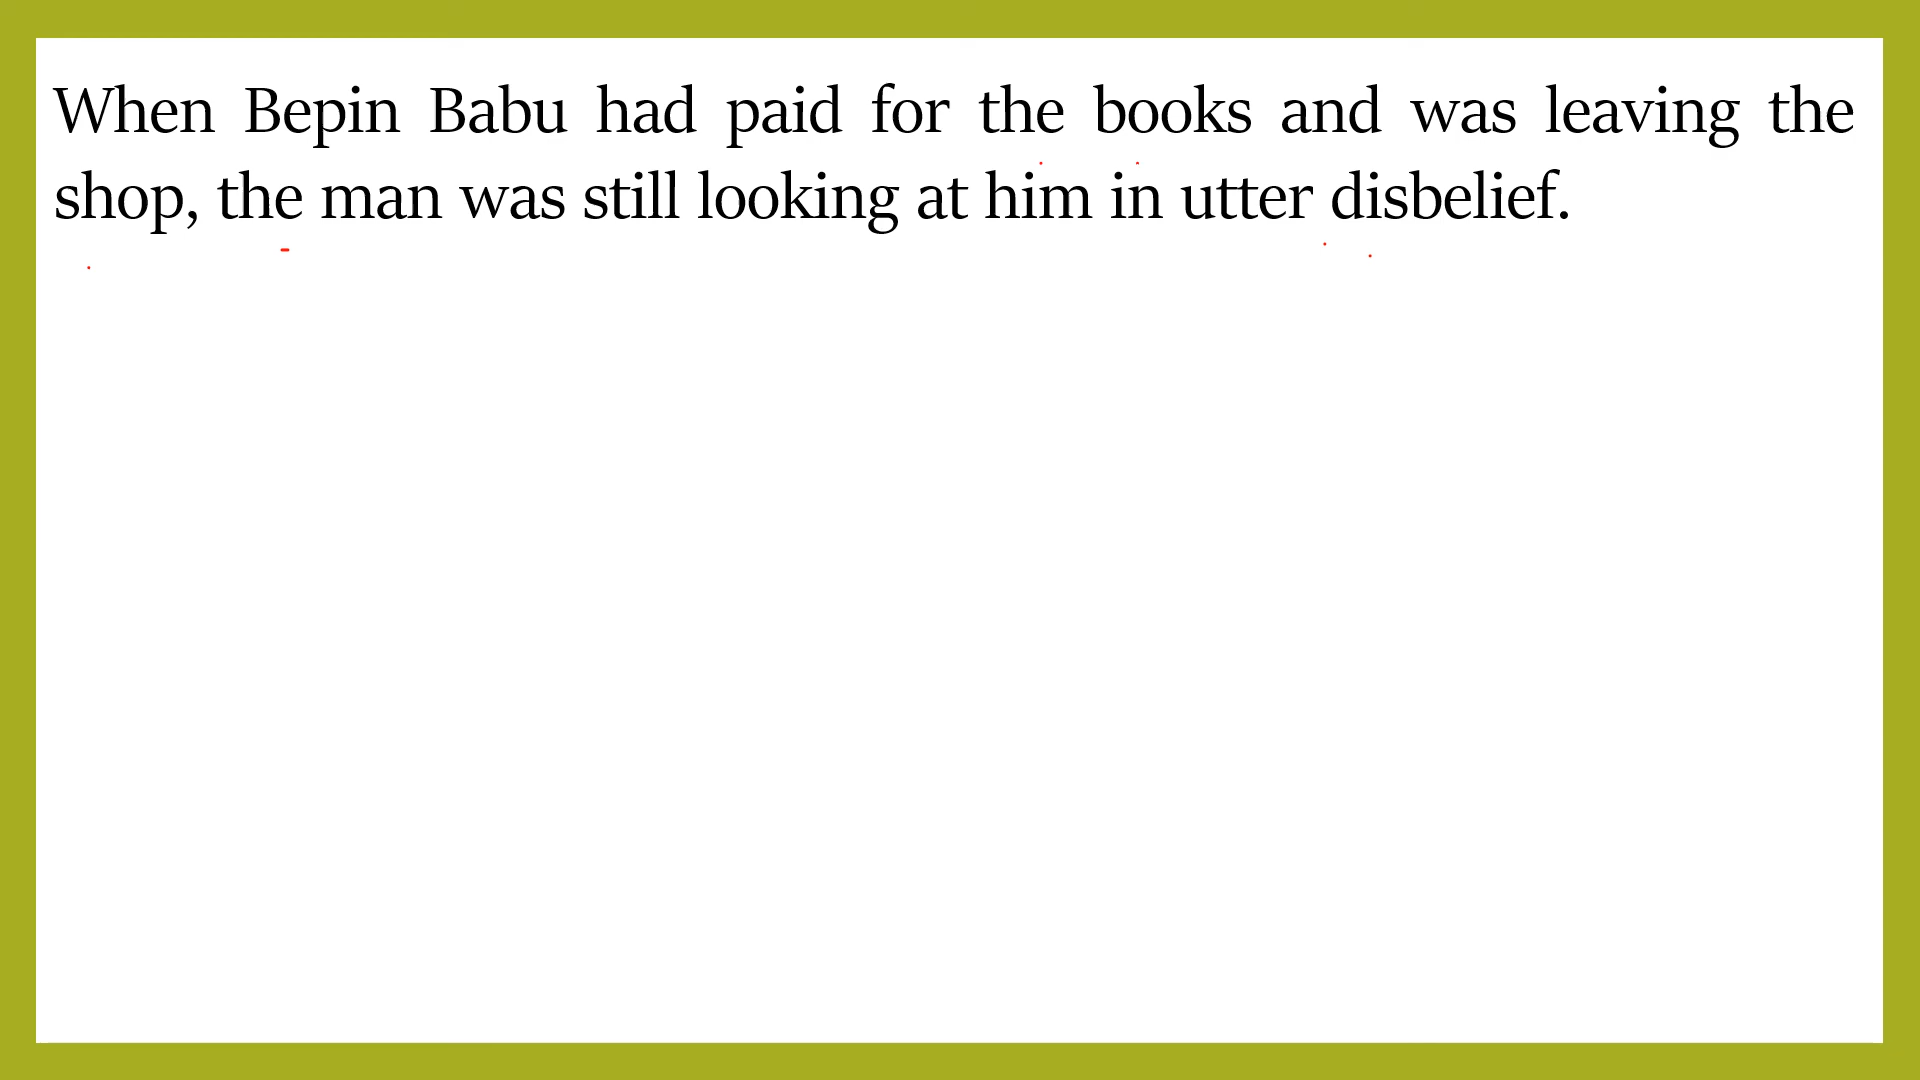 When Bepin Babu had paid for the books and was leaving the
shop, the man was still looking at him in utter disbelief.